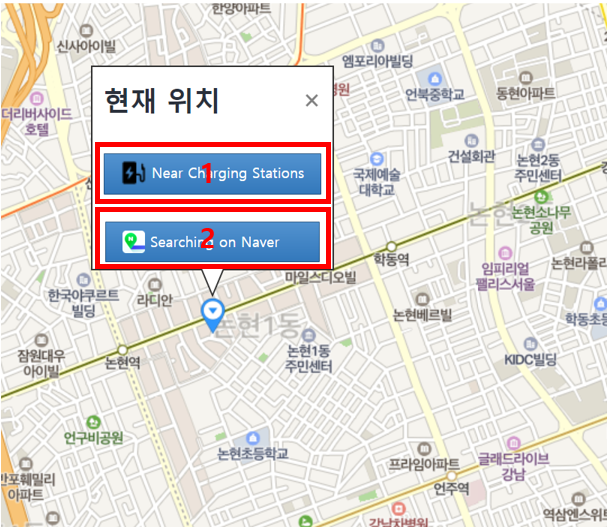 한양아파트
신사아이빌
엠포리아빌딩
언북중학교
동현아파트
더리버사이드
호텔
현재 위치
×
병원
건설회관
논현2동
주민센터
국제예술
대학교
1
Near Charging Stations
논현
논현소나무
공원
2
Searching on Naver
학동역
임피리얼
팰리스서울
논현라폴리
마일스디오빌
한국야쿠르트
빌딩
라디안
논현베르빌
학동초등
논현1동
잠원대우
아이빌
논현역
논현1동
주민센터
KIDC빌딩
언구비공원
논현초등학교
글래드라이브
강남
프라임아파트
언주역
반포훼밀리
아파트
강남차병원
역삼엔스위트